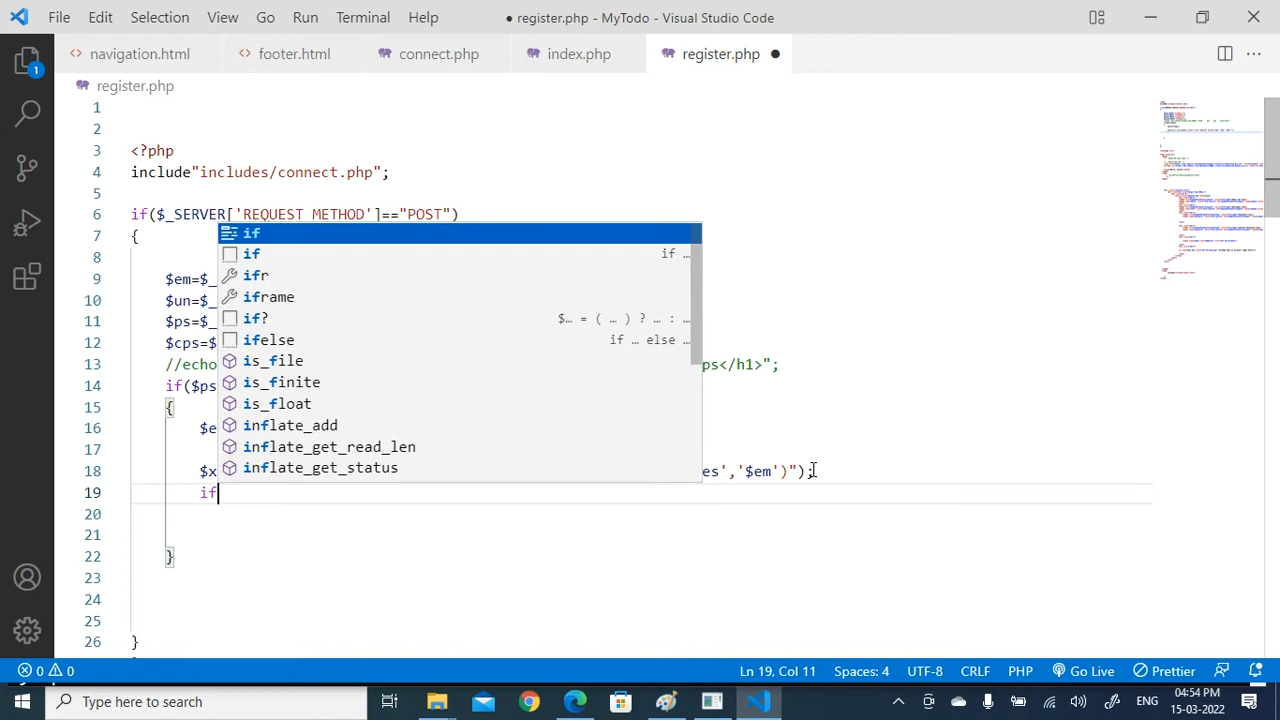 File Edit Selection View Go Run Terminal Help
● register.php - MyTodo - Visual Studio Code
navigation.html footer.html connect.php index.php register.php
register.php
1
2
3 <?php
4 include"includes/connect.php";
5
6 if($_SERVER['REQUEST_METHOD']=="POST")
7 {
8
9 $em=$_
10 $un=$_
11 $ps=$_
12 $cps=$
13 //echo ps</h1>";
14 if($ps
15 {
16 $e
17
18 $x es','$em')");
19 if
20
21
22 }
23
24
25
26 }
if
if if …
ifr
iframe
if? $… = ( … ) ? … : …
ifelse if … else …
is_file
is_finite
is_float
inflate_add
inflate_get_read_len
inflate_get_status
1
0 0 Ln 19, Col 11 Spaces: 4 UTF-8 CRLF PHP Go Live Prettier
Type here to search
ENG
04:54 PM
15-03-2022